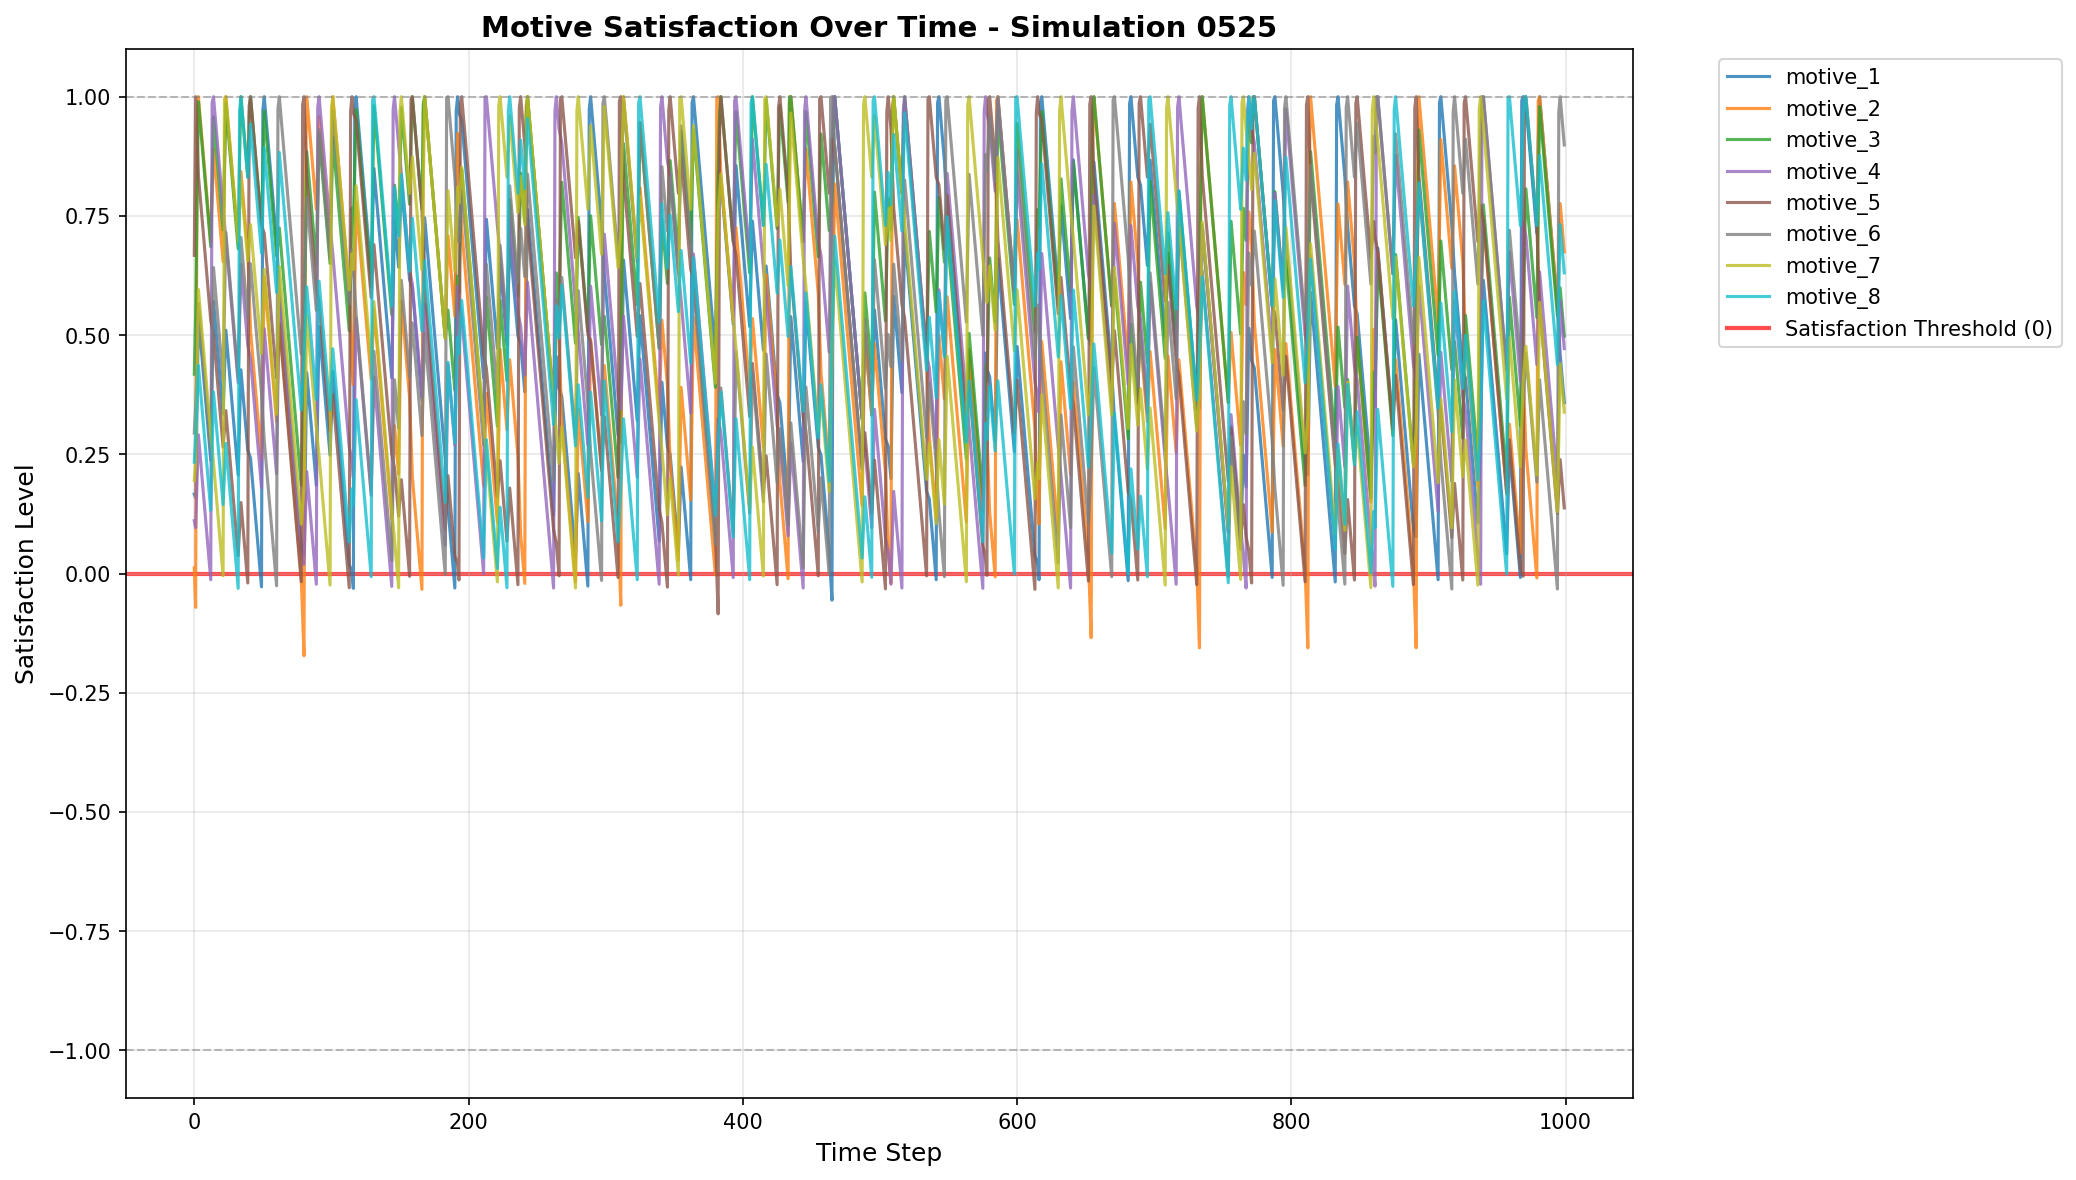 Motive Satisfaction Over Time - Simulation 0525
1.00
0.75
0.50
0.25
0.00
−0.25
−0.50
−0.75
−1.00
Satisfaction Level
0
200
400
600
800
1000
Time Step
motive_1
motive_2
motive_3
motive_4
motive_5
motive_6
motive_7
motive_8
Satisfaction Threshold (0)